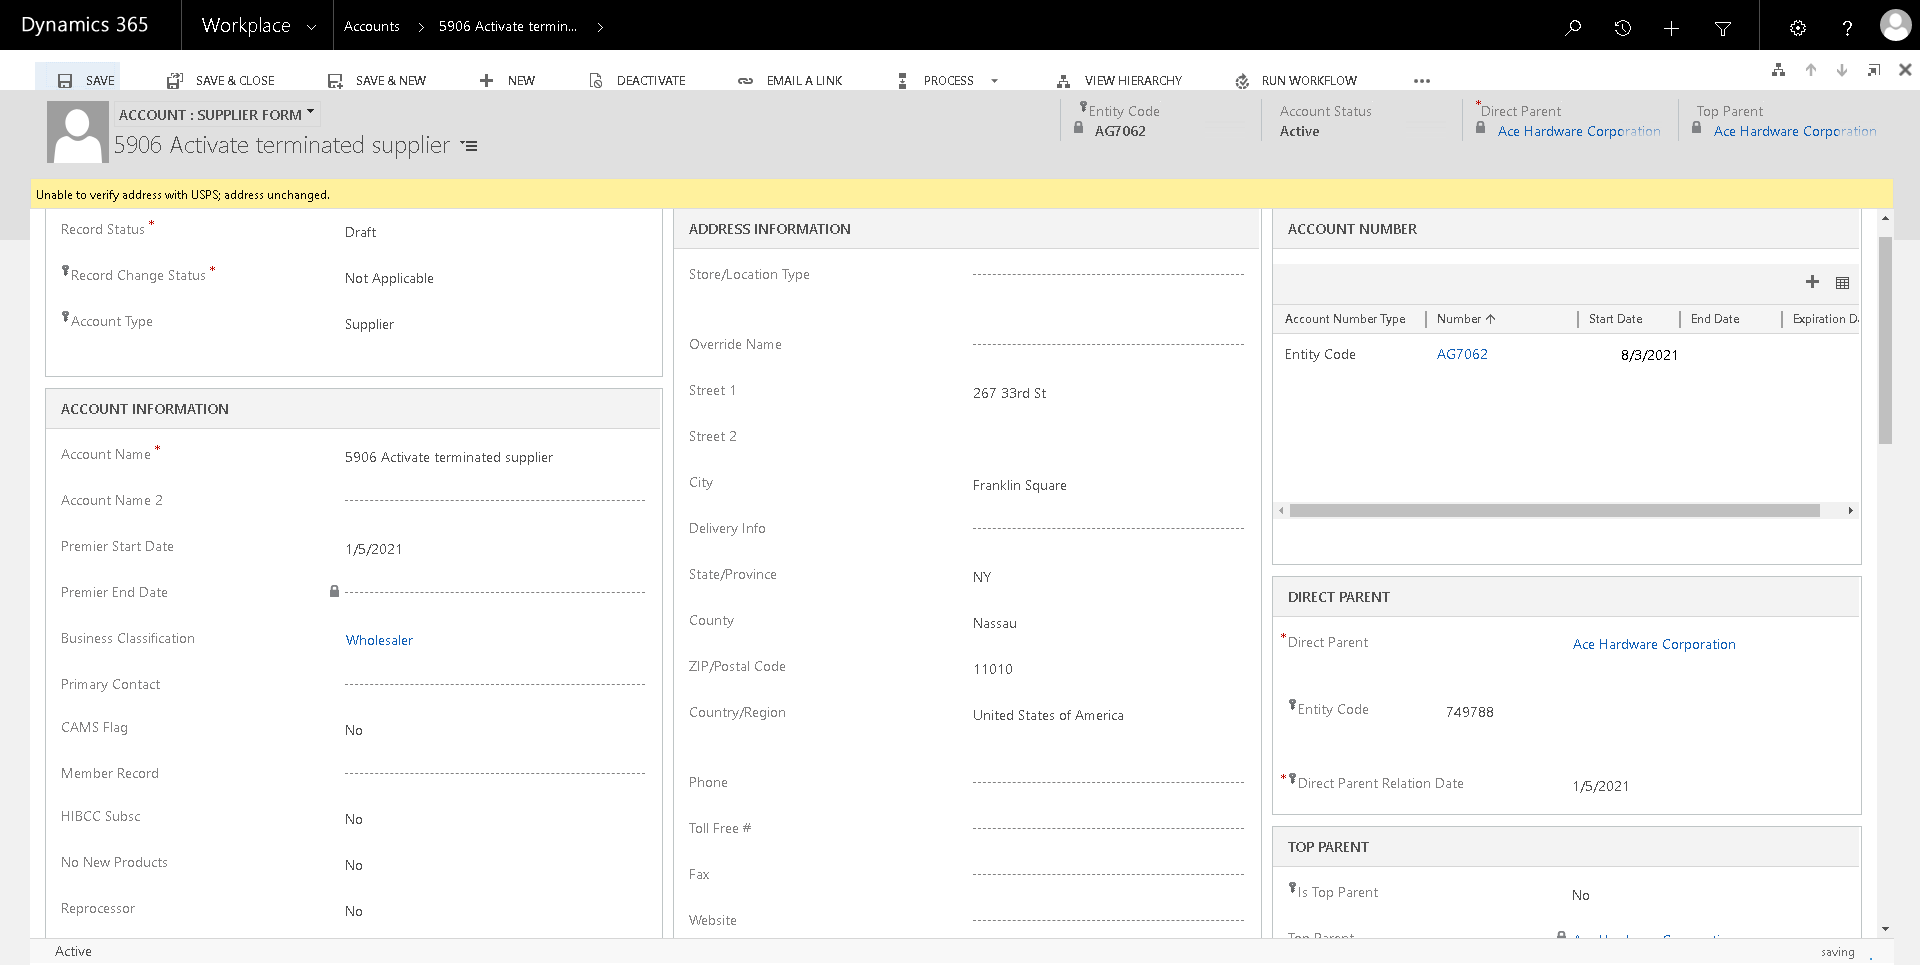 Dynamics 365
Workplace
Accounts
5906 Activate termin...
SAVE
SAVE & CLOSE
SAVE & NEW
NEW
DEACTIVATE
EMAIL A LINK
PROCESS
VIEW HIERARCHY
RUN WORKFLOW
ACCOUNT : SUPPLIER FORM
5906 Activate terminated supplier
Entity Code
AG7062
Account Status
Active
*Direct Parent
Ace Hardware Corporation
Top Parent
Ace Hardware Corporation
Unable to verify address with USPS; address unchanged.
Record Status *
Draft
Record Change Status *
Not Applicable
Account Type
Supplier
ACCOUNT INFORMATION
Account Name *
5906 Activate terminated supplier
Account Name 2
Premier Start Date
1/5/2021
Premier End Date
Business Classification
Wholesaler
Primary Contact
CAMS Flag
No
Member Record
HIBCC Subsc
No
No New Products
No
Reprocessor
No
ADDRESS INFORMATION
Store/Location Type
Override Name
Street 1
267 33rd St
Street 2
City
Franklin Square
Delivery Info
State/Province
NY
County
Nassau
ZIP/Postal Code
11010
Country/Region
United States of America
Phone
Toll Free #
Fax
Website
ACCOUNT NUMBER
Account Number Type
Number
Start Date
End Date
Expiration D
Entity Code
AG7062
8/3/2021
DIRECT PARENT
*Direct Parent
Ace Hardware Corporation
Entity Code
749788
*Direct Parent Relation Date
1/5/2021
TOP PARENT
Is Top Parent
No
Top Parent
Ace Hardware Corporation
Active
saving